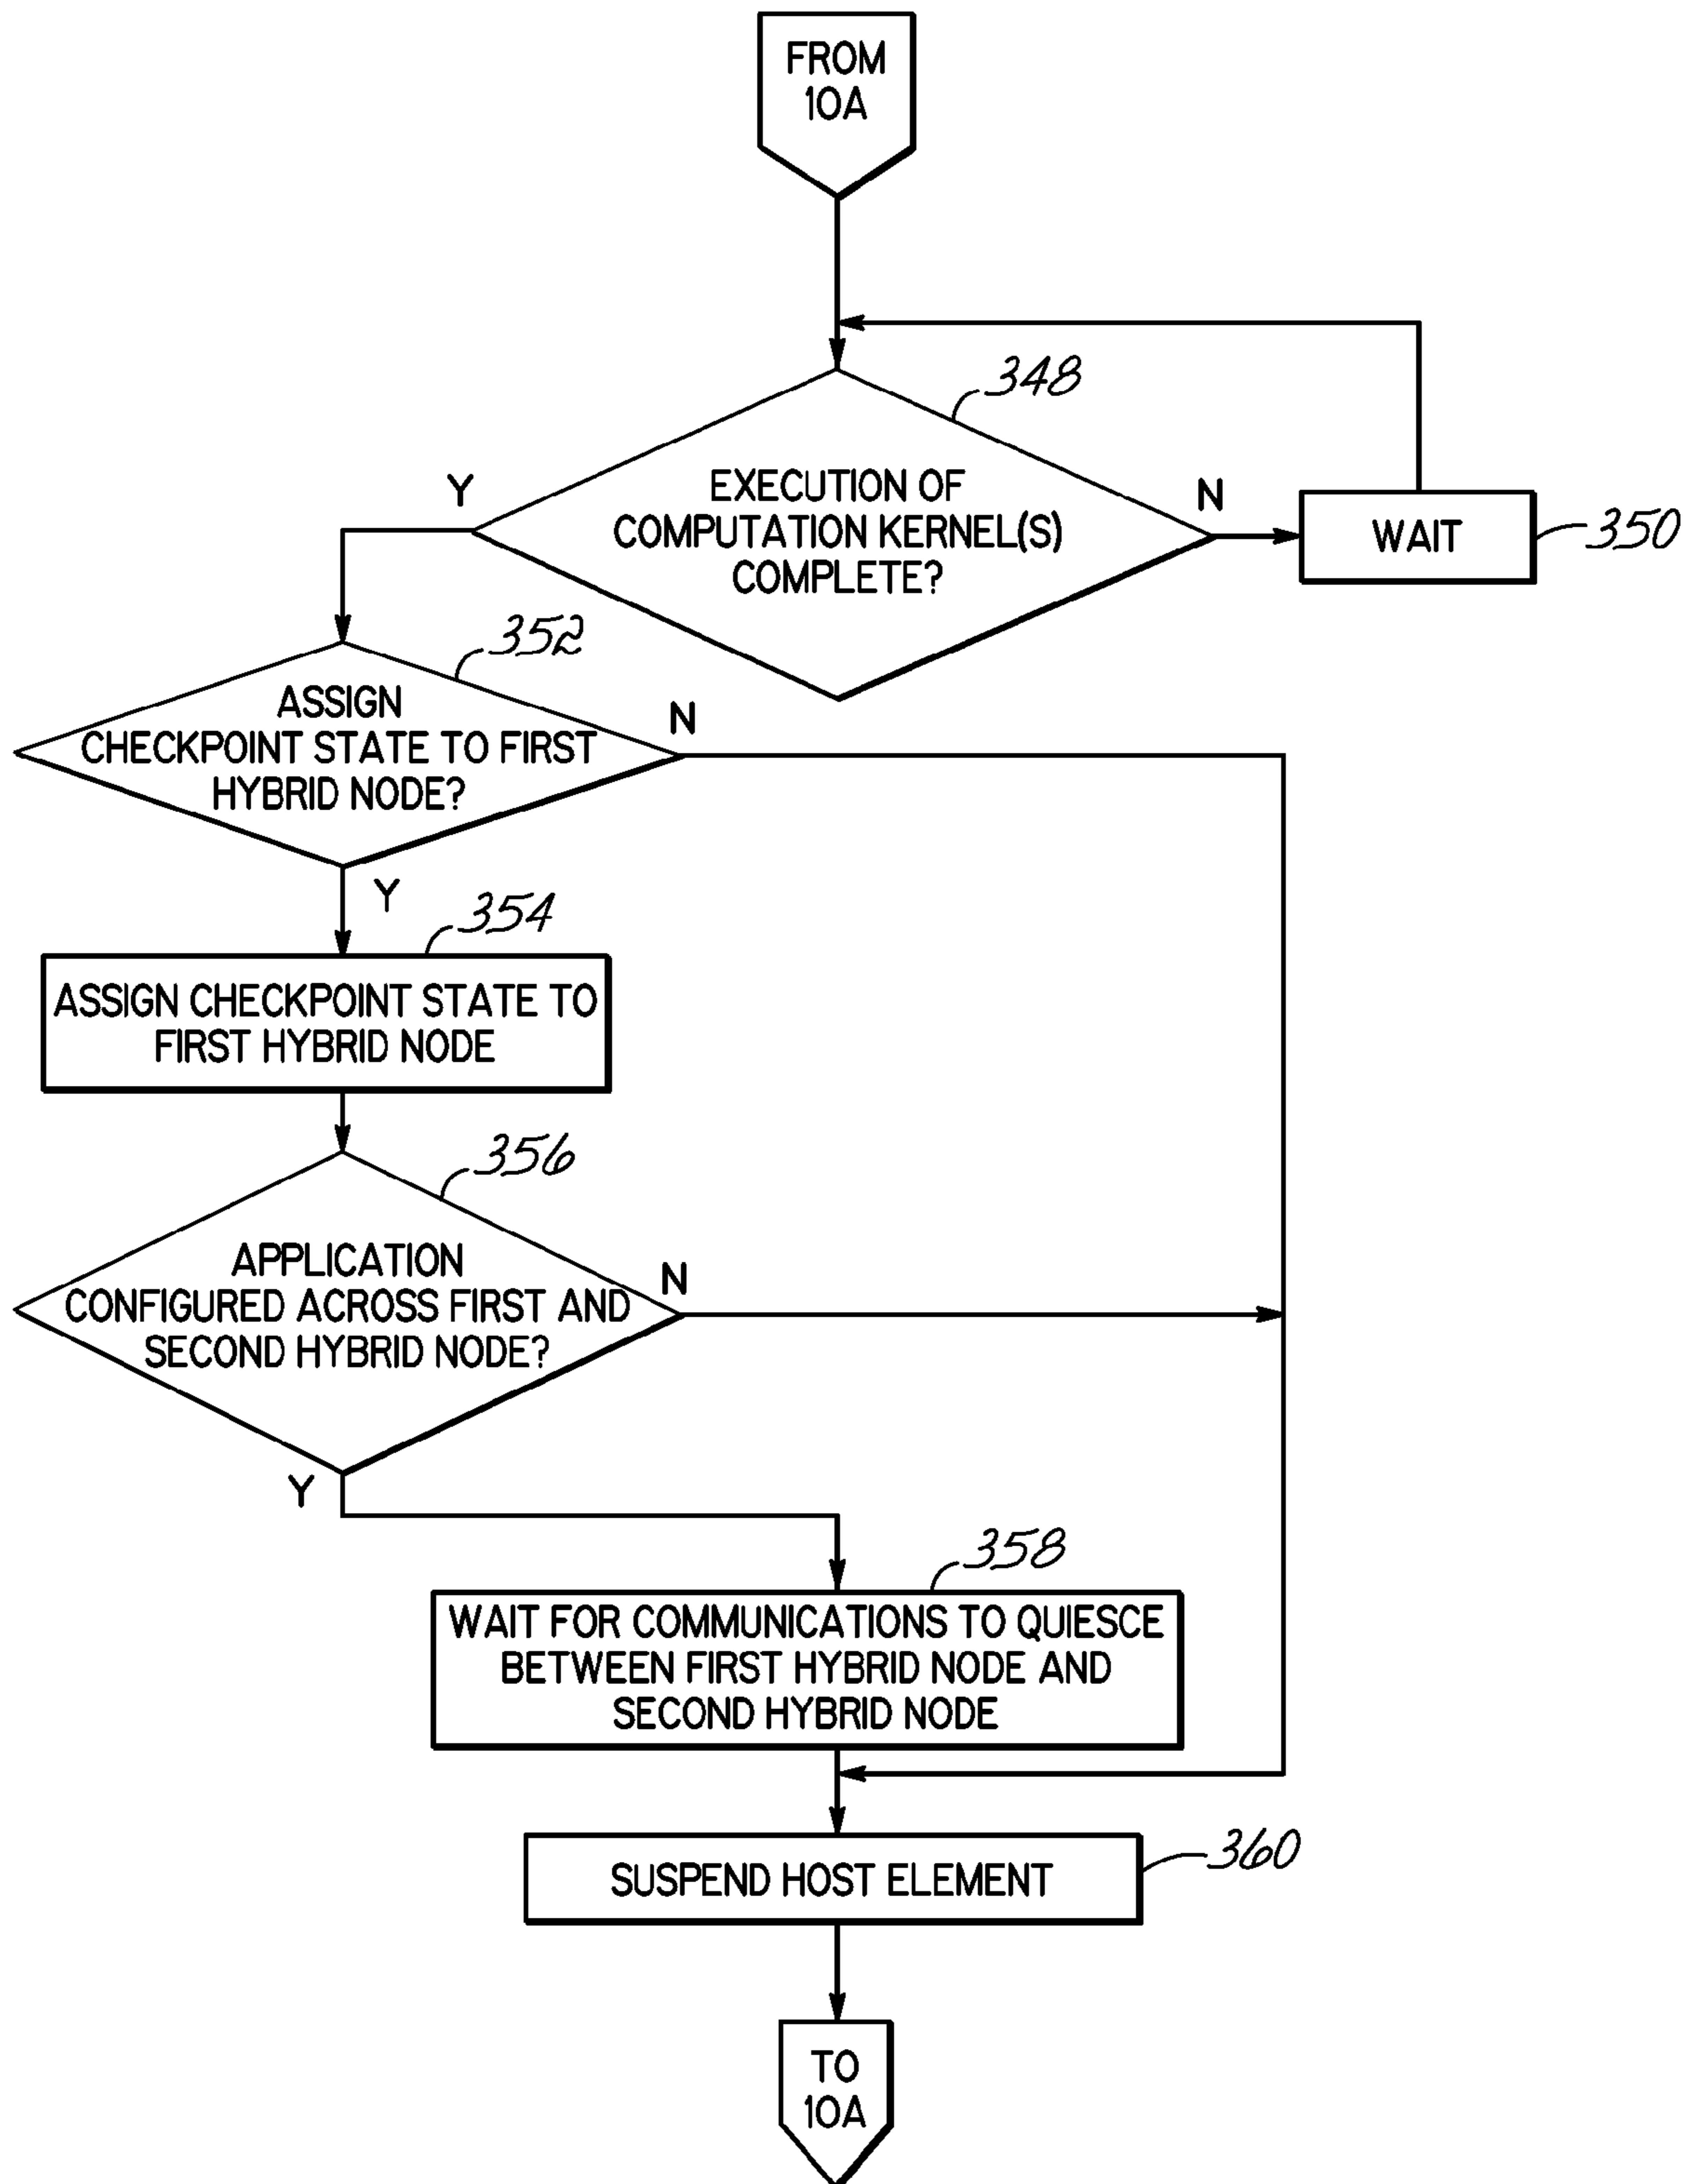 FROM
10A
348
Y
EXECUTION OF
COMPUTATION KERNEL(S)
COMPLETE?
N
WAIT
350
352
ASSIGN
CHECKPOINT STATE TO FIRST
HYBRID NODE?
N
Y
354
ASSIGN CHECKPOINT STATE TO
FIRST HYBRID NODE
356
APPLICATION
CONFIGURED ACROSS FIRST AND
SECOND HYBRID NODE?
N
Y
358
WAIT FOR COMMUNICATIONS TO QUIESCE
BETWEEN FIRST HYBRID NODE AND
SECOND HYBRID NODE
SUSPEND HOST ELEMENT
360
TO
10A